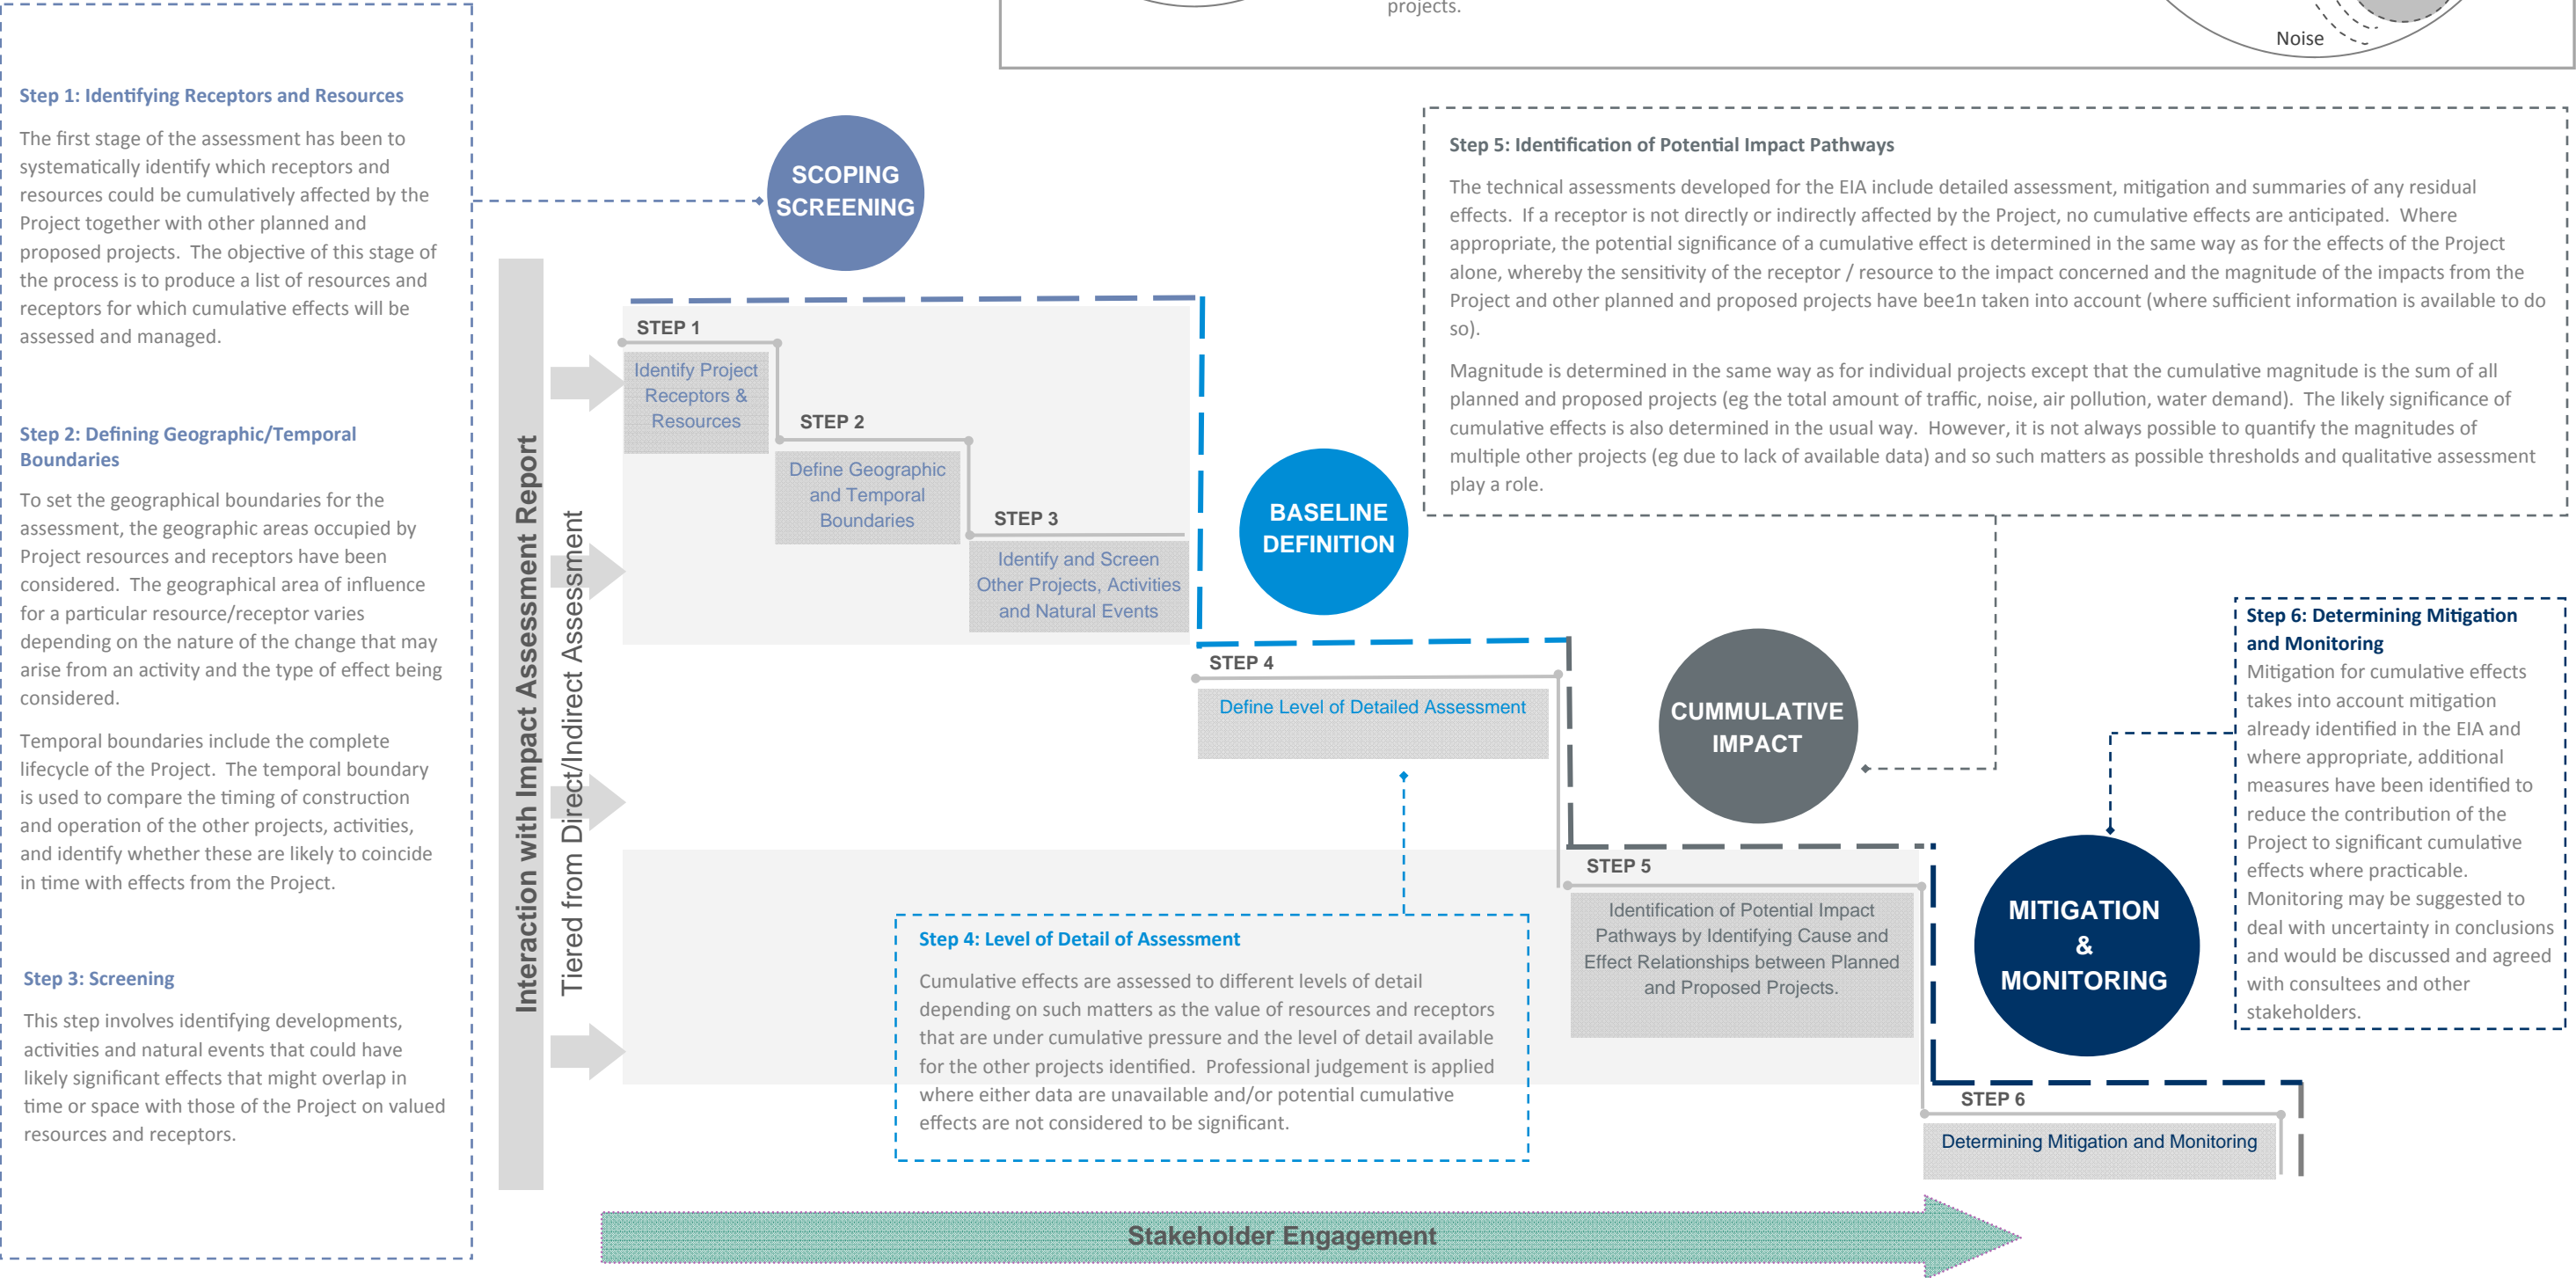 projects.
Noise
Step 1: Identifying Receptors and Resources
The first stage of the assessment has been to
systematically identify which receptors and
resources could be cumulatively affected by the
Project together with other planned and
proposed projects.  The objective of this stage of
the process is to produce a list of resources and
receptors for which cumulative effects will be
assessed and managed.
Step 2: Defining Geographic/Temporal
Boundaries
To set the geographical boundaries for the
assessment, the geographic areas occupied by
Project resources and receptors have been
considered.  The geographical area of influence
for a particular resource/receptor varies
depending on the nature of the change that may
arise from an activity and the type of effect being
considered.
Temporal boundaries include the complete
lifecycle of the Project.  The temporal boundary
is used to compare the timing of construction
and operation of the other projects, activities,
and identify whether these are likely to coincide
in time with effects from the Project.
Step 3: Screening
This step involves identifying developments,
activities and natural events that could have
likely significant effects that might overlap in
time or space with those of the Project on valued
resources and receptors.
Interaction with Impact Assessment Report
Tiered from Direct/Indirect Assessment
SCOPING
SCREENING
STEP 1
Identify Project
Receptors &
Resources
STEP 2
Define Geographic
and Temporal
Boundaries
STEP 3
Identify and Screen
Other Projects, Activities
and Natural Events
BASELINE
DEFINITION
STEP 4
Define Level of Detailed Assessment
Step 4: Level of Detail of Assessment
Cumulative effects are assessed to different levels of detail
depending on such matters as the value of resources and receptors
that are under cumulative pressure and the level of detail available
for the other projects identified.  Professional judgement is applied
where either data are unavailable and/or potential cumulative
effects are not considered to be significant.
Step 5: Identification of Potential Impact Pathways
The technical assessments developed for the EIA include detailed assessment, mitigation and summaries of any residual
effects.  If a receptor is not directly or indirectly affected by the Project, no cumulative effects are anticipated.  Where
appropriate, the potential significance of a cumulative effect is determined in the same way as for the effects of the Project
alone, whereby the sensitivity of the receptor / resource to the impact concerned and the magnitude of the impacts from the
Project and other planned and proposed projects have bee1n taken into account (where sufficient information is available to do
so).
Magnitude is determined in the same way as for individual projects except that the cumulative magnitude is the sum of all
planned and proposed projects (eg the total amount of traffic, noise, air pollution, water demand).  The likely significance of
cumulative effects is also determined in the usual way.  However, it is not always possible to quantify the magnitudes of
multiple other projects (eg due to lack of available data) and so such matters as possible thresholds and qualitative assessment
play a role.
CUMMULATIVE
IMPACT
STEP 5
Identification of Potential Impact
Pathways by Identifying Cause and
Effect Relationships between Planned
and Proposed Projects.
MITIGATION
&
MONITORING
Step 6: Determining Mitigation
and Monitoring
Mitigation for cumulative effects
takes into account mitigation
already identified in the EIA and
where appropriate, additional
measures have been identified to
reduce the contribution of the
Project to significant cumulative
effects where practicable.
Monitoring may be suggested to
deal with uncertainty in conclusions
and would be discussed and agreed
with consultees and other
stakeholders.
STEP 6
Determining Mitigation and Monitoring
Stakeholder Engagement